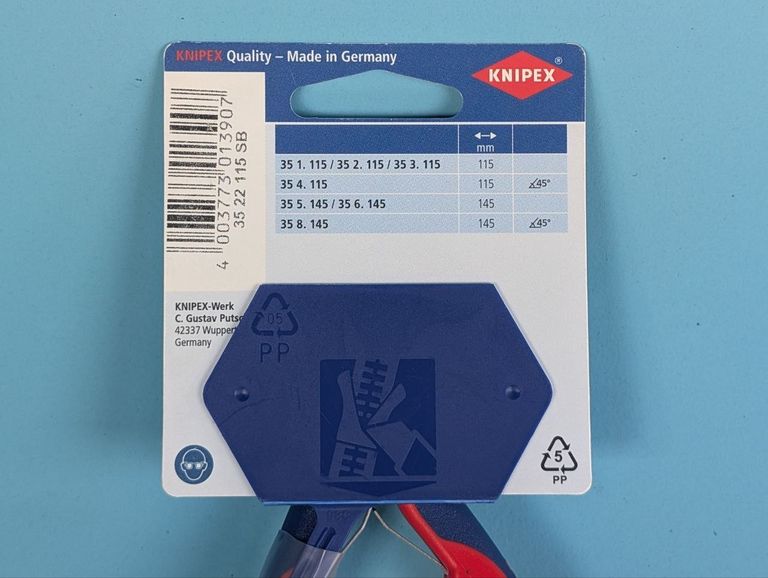 KNIPEX Quality – Made in Germany
KNIPEX®
mm
35 1. 115 / 35 2. 115 / 35 3. 115 115
35 4. 115 115 ∡45°
35 5. 145 / 35 6. 145 145
35 8. 145 145 ∡45°
4 003773 013907
35 22 115 SB
KNIPEX-Werk
C. Gustav
42337
Germany
05
PP
5
PP